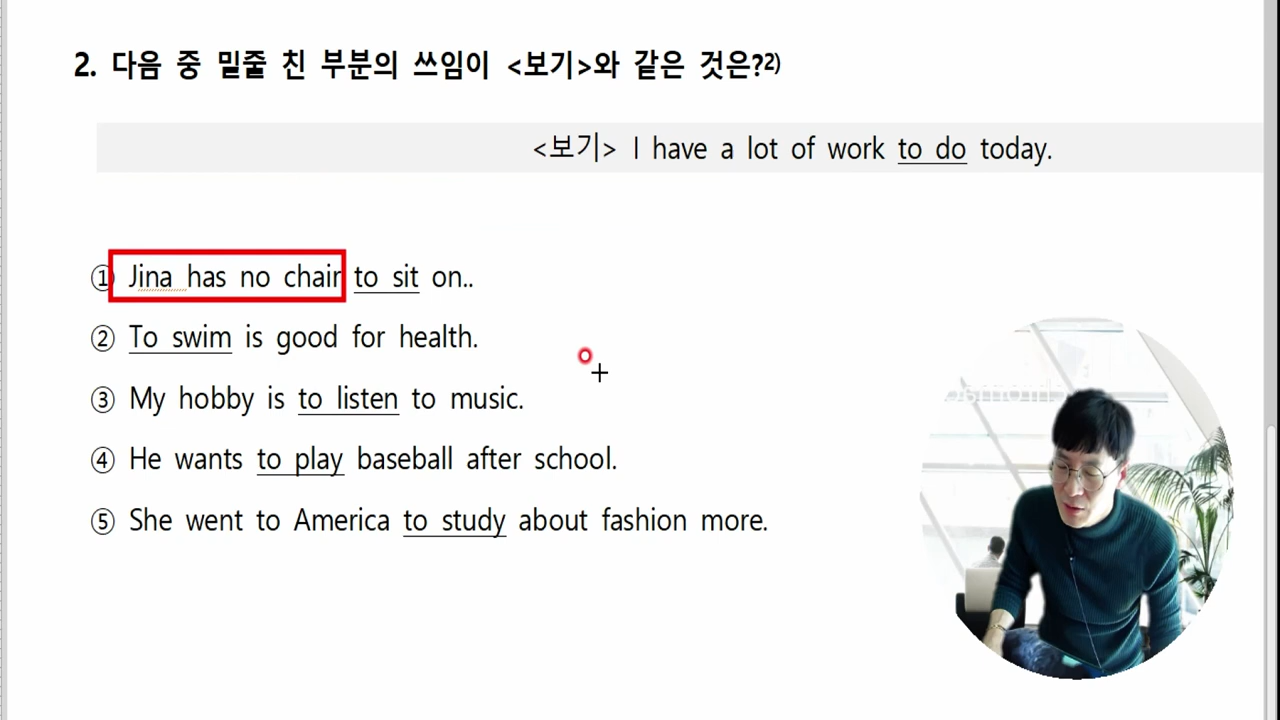 2. 다음 중 밑줄 친 부분의 쓰임이 <보기>와 같은 것은?2)
<보기> I have a lot of work to do today.
① Jina has no chair to sit on..
② To swim is good for health.
③ My hobby is to listen to music.
④ He wants to play baseball after school.
⑤ She went to America to study about fashion more.